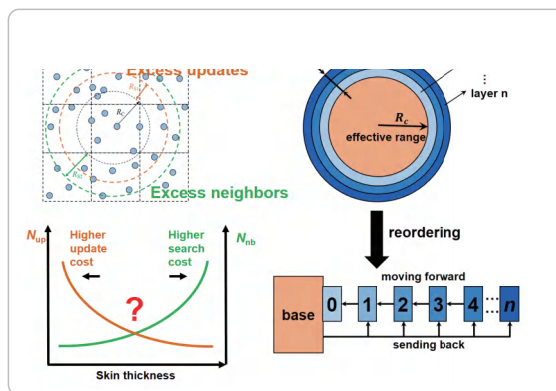 Excess updates
R_c
Excess neighbors
N_up
Higher
update
cost
Higher
search
cost
N_nb
?
Skin thickness
⋮
layer n
R_c
effective range
reordering
moving forward
base
0 1 2 3 4 ... n
sending back